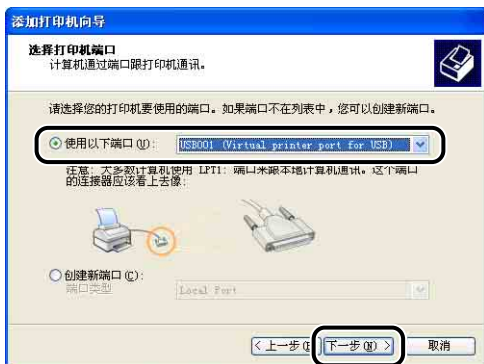 添加打印机向导
选择打印机端口
计算机通过端口跟打印机通讯。
请选择您的打印机要使用的端口。如果端口不在列表中，您可以创建新端口。
使用以下端口(U): USB001 (Virtual printer port for USB)
注意: 大多数计算机使用 LPT1: 端口来跟本地计算机通讯。这个端口
的连接器应该看上去像:
创建新端口(C):
端口类型 Local Port
< 上一步 下一步(N) > 取消